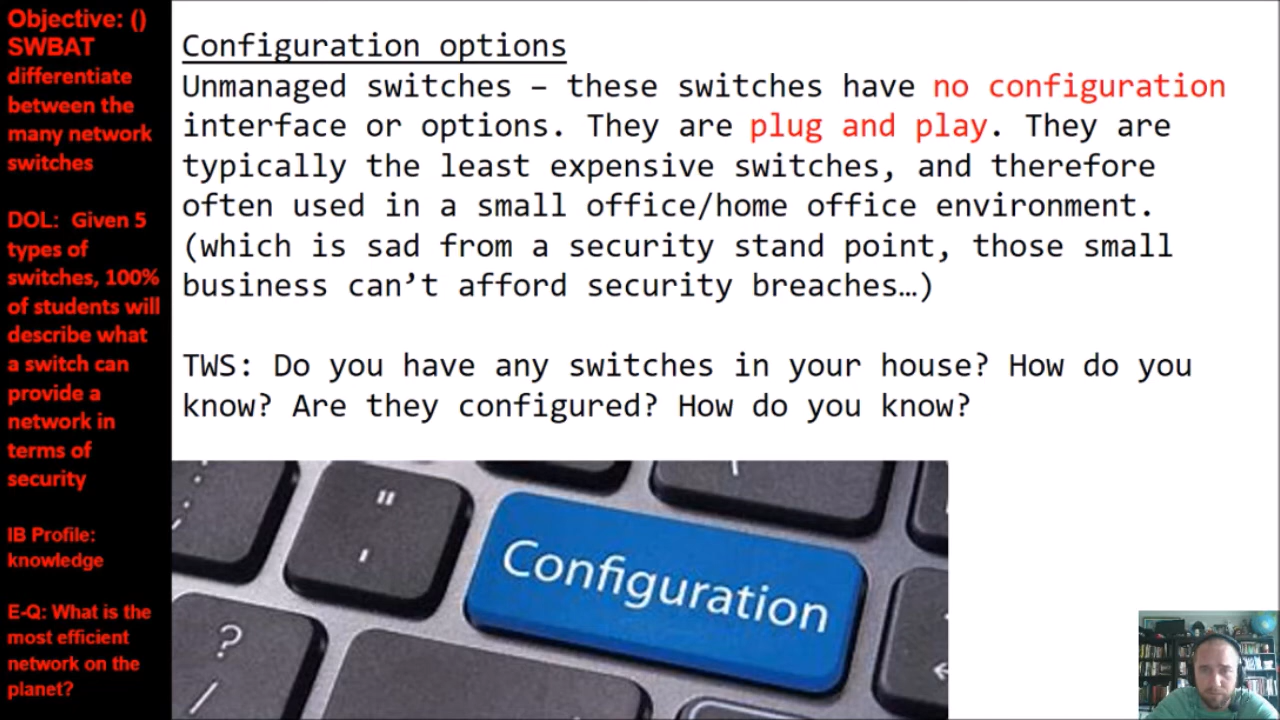 Objective: ()
SWBAT
differentiate
between the
many network
switches
DOL: Given 5
types of
switches, 100%
of students will
describe what
a switch can
provide a
network in
terms of
security
IB Profile:
knowledge
E-Q: What is the
most efficient
network on the
planet?
Configuration options
Unmanaged switches – these switches have no configuration
interface or options. They are plug and play. They are
typically the least expensive switches, and therefore
often used in a small office/home office environment.
(which is sad from a security stand point, those small
business can’t afford security breaches…)
TWS: Do you have any switches in your house? How do you
know? Are they configured? How do you know?
"
'
Configuration
?
/